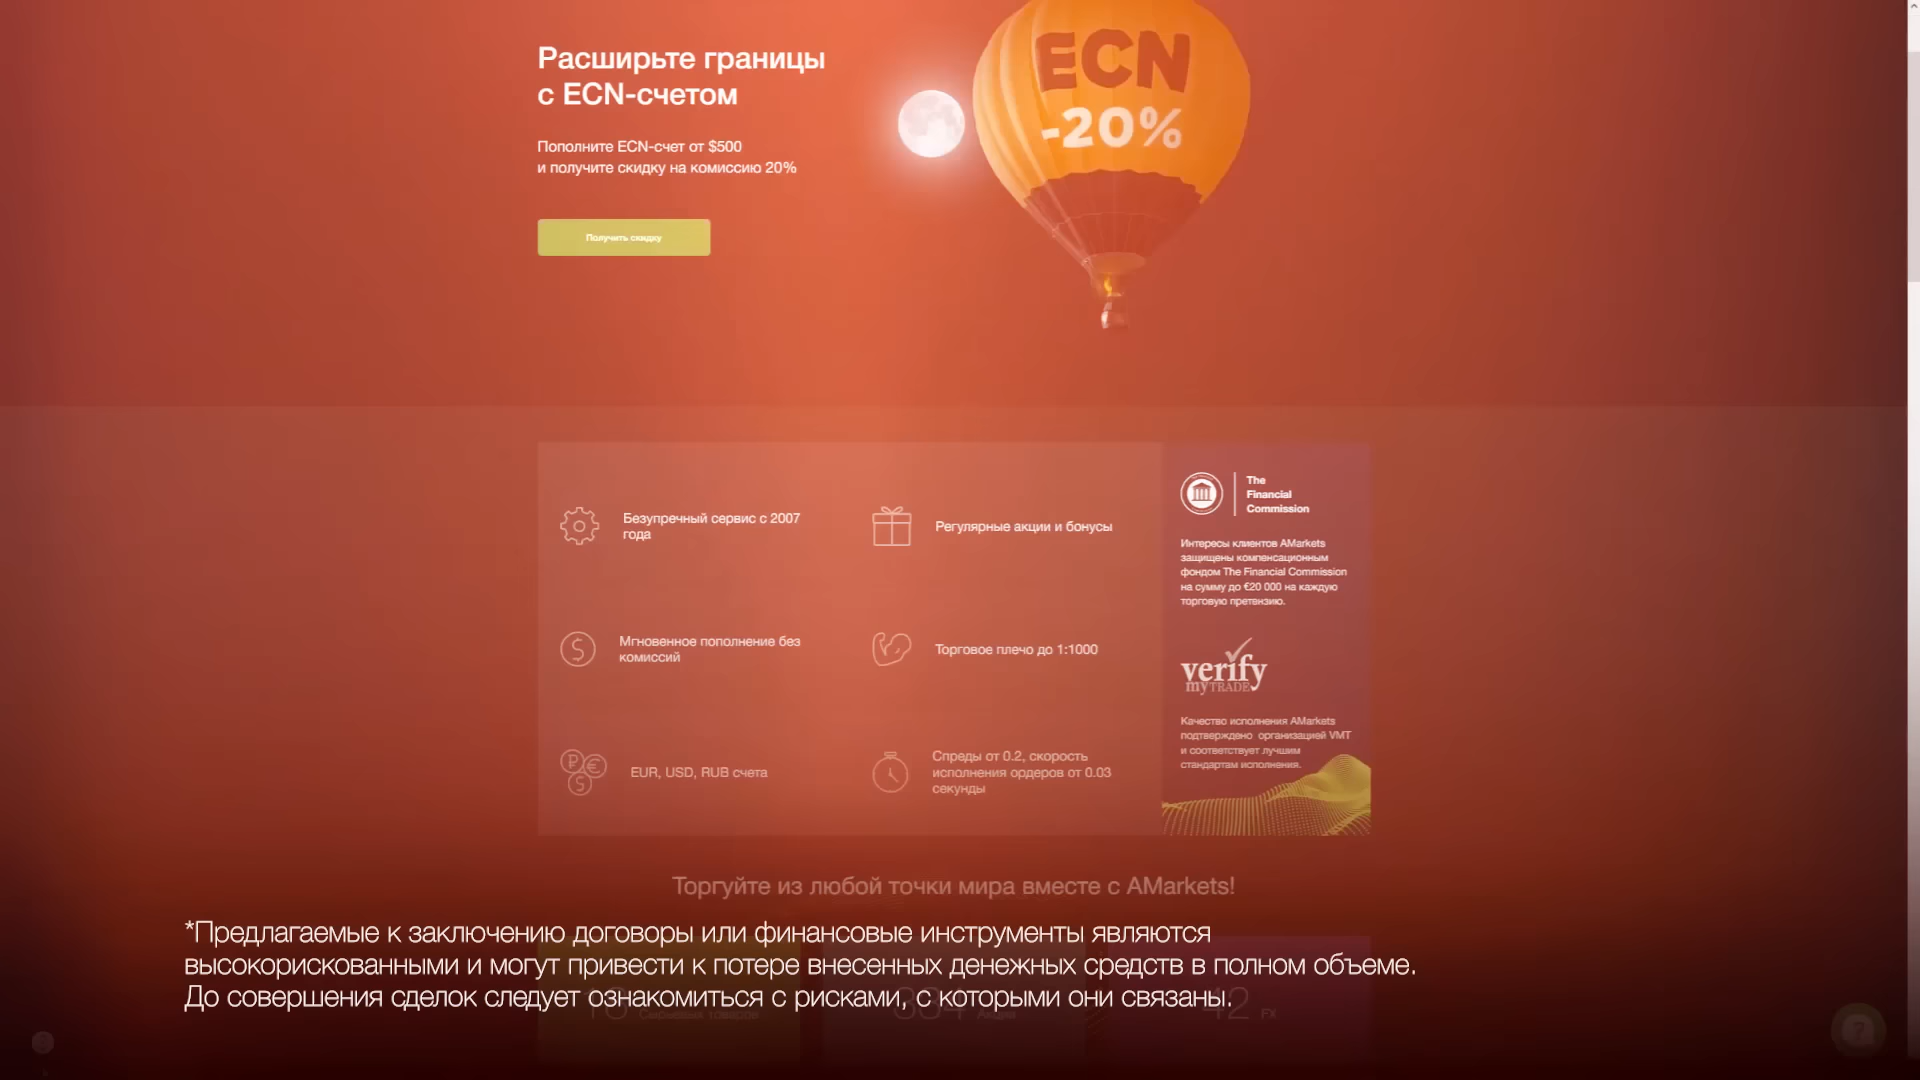 Расширьте границы
с ECN-счетом
ECN
-20%
Пополните ECN-счет от $500
и получите скидку на комиссию 20%
Получить скидку
Безупречный сервис с 2007
года
Регулярные акции и бонусы
Мгновенное пополнение без
комиссий
Торговое плечо до 1:1000
EUR, USD, RUB счета
Спреды от 0.2, скорость
исполнения ордеров от 0.03
секунды
The
Financial
Commission
Интересы клиентов AMarkets
защищены компенсационным
фондом The Financial Commission
на сумму до €20 000 на каждую
торговую претензию.
verify
myTRADE
Качество исполнения AMarkets
подтверждено организацией VMT
и соответствует лучшим
стандартам исполнения.
Торгуйте из любой точки мира вместе с AMarkets!
*Предлагаемые к заключению договоры или финансовые инструменты являются
высокорискованными и могут привести к потере внесенных денежных средств в полном объеме.
До совершения сделок следует ознакомиться с рисками, с которыми они связаны.
42 FX